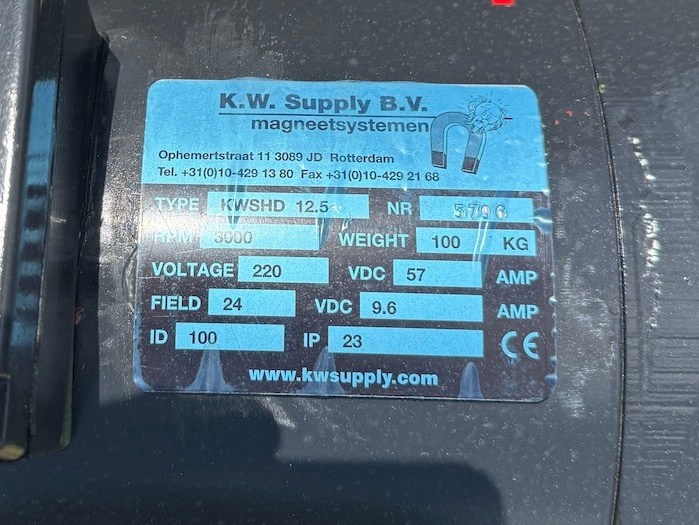 K.W. Supply B.V.
magneetsystemen
Ophemertstraat 11 3089 JD Rotterdam
Tel. +31(0)10-429 13 80 Fax +31(0)10-429 21 68
TYPE KWSHD 12.5 NR 5796
RPM 3000 WEIGHT 100 KG
VOLTAGE 220 VDC 57 AMP
FIELD 24 VDC 9.6 AMP
ID 100 IP 23 CE
www.kwsupply.com